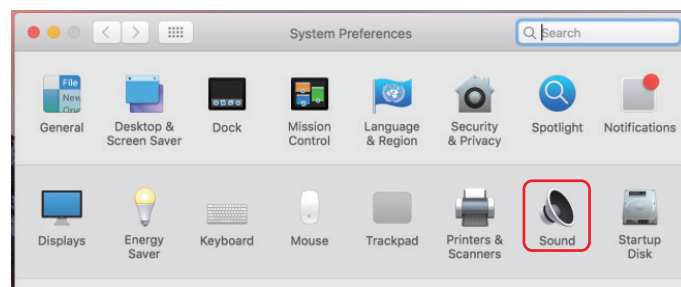 System Preferences
Search
File
New
One
General
Desktop &
Screen Saver
Dock
Mission
Control
Language
& Region
Security
& Privacy
Spotlight
Notifications
Displays
Energy
Saver
Keyboard
Mouse
Trackpad
Printers &
Scanners
Sound
Startup
Disk